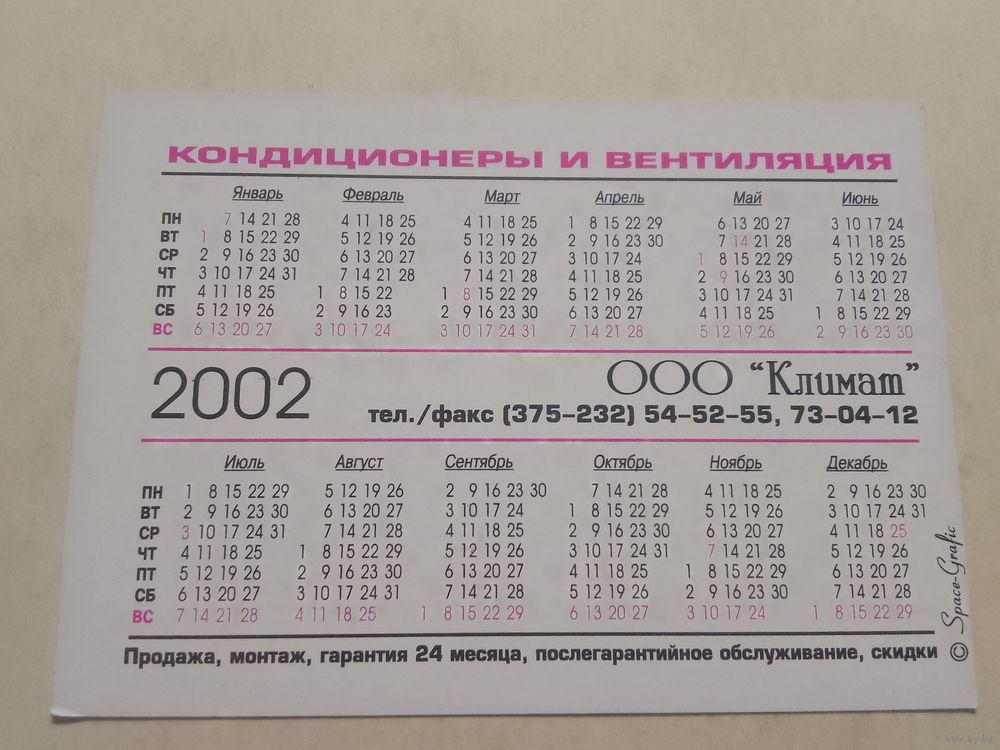 КОНДИЦИОНЕРЫ И ВЕНТИЛЯЦИЯ
Январь Февраль Март Апрель Май Июнь
ПН 7 14 21 28 4 11 18 25 4 11 18 25 1 8 15 22 29 6 13 20 27 3 10 17 24
ВТ 1 8 15 22 29 5 12 19 26 5 12 19 26 2 9 16 23 30 7 14 21 28 4 11 18 25
СР 2 9 16 23 30 6 13 20 27 6 13 20 27 3 10 17 24 1 8 15 22 29 5 12 19 26
ЧТ 3 10 17 24 31 7 14 21 28 7 14 21 28 4 11 18 25 2 9 16 23 30 6 13 20 27
ПТ 4 11 18 25 1 8 15 22 1 8 15 22 29 5 12 19 26 3 10 17 24 31 7 14 21 28
СБ 5 12 19 26 2 9 16 23 2 9 16 23 30 6 13 20 27 4 11 18 25 1 8 15 22 29
ВС 6 13 20 27 3 10 17 24 3 10 17 24 31 7 14 21 28 5 12 19 26 2 9 16 23 30
2002
ООО "Климат"
тел./факс (375-232) 54-52-55, 73-04-12
Июль Август Сентябрь Октябрь Ноябрь Декабрь
ПН 1 8 15 22 29 5 12 19 26 2 9 16 23 30 7 14 21 28 4 11 18 25 2 9 16 23 30
ВТ 2 9 16 23 30 6 13 20 27 3 10 17 24 1 8 15 22 29 5 12 19 26 3 10 17 24 31
СР 3 10 17 24 31 7 14 21 28 4 11 18 25 2 9 16 23 30 6 13 20 27 4 11 18 25
ЧТ 4 11 18 25 1 8 15 22 29 5 12 19 26 3 10 17 24 31 7 14 21 28 5 12 19 26
ПТ 5 12 19 26 2 9 16 23 30 6 13 20 27 4 11 18 25 1 8 15 22 29 6 13 20 27
СБ 6 13 20 27 3 10 17 24 31 7 14 21 28 5 12 19 26 2 9 16 23 30 7 14 21 28
ВС 7 14 21 28 4 11 18 25 1 8 15 22 29 6 13 20 27 3 10 17 24 1 8 15 22 29
Продажа, монтаж, гарантия 24 месяца, послегарантийное обслуживание, скидки
© Space-Grafic
www.ay.by